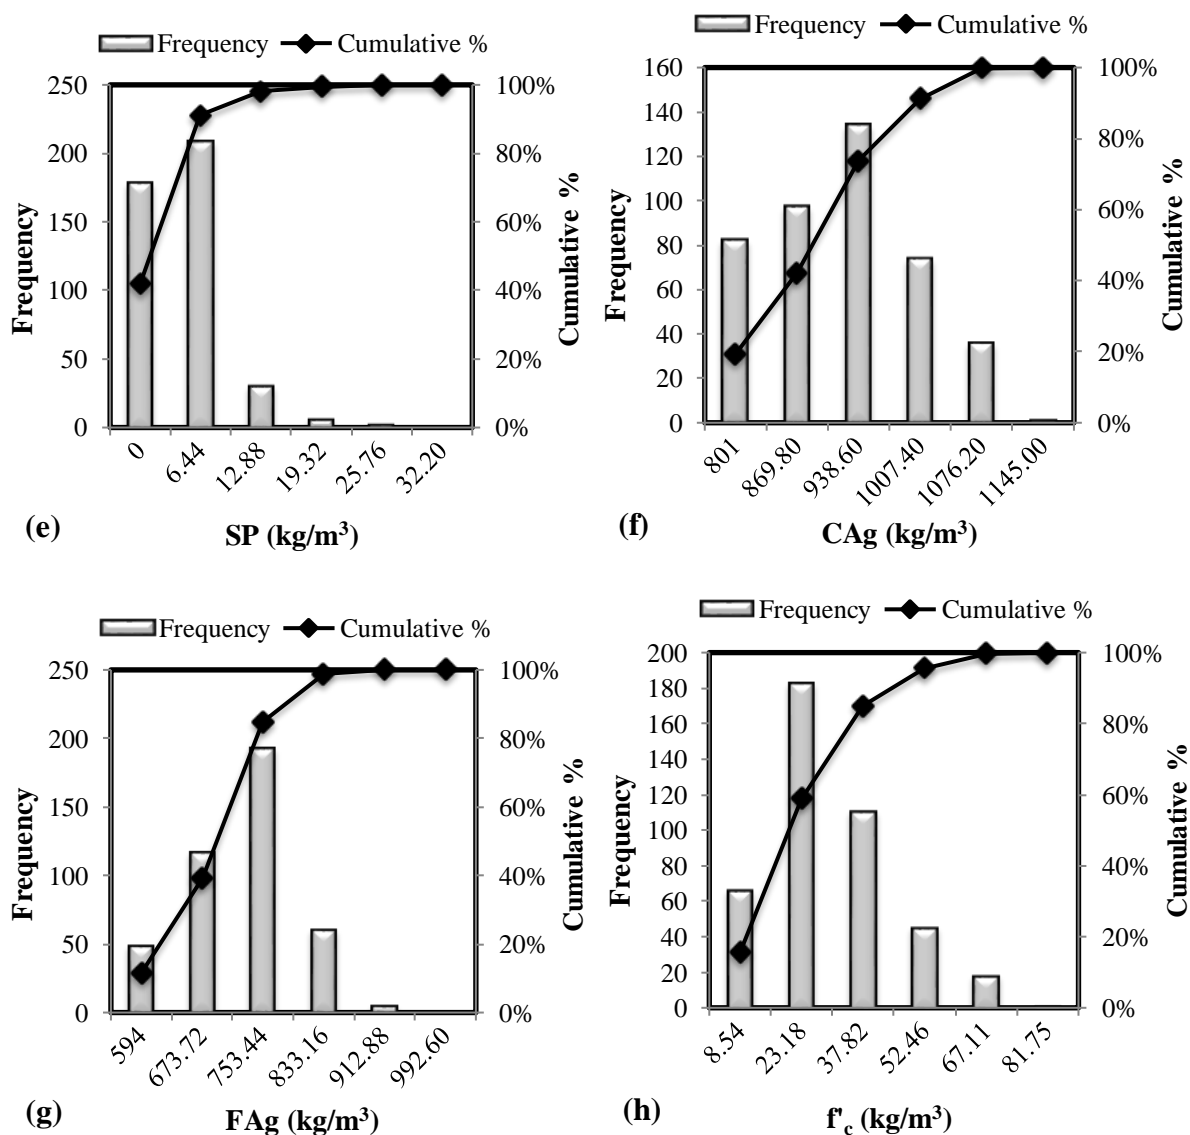 Frequency Cumulative %
250
200
150
100
50
0
100%
80%
60%
40%
20%
0%
Frequency
Cumulative %
0 6.44 12.88 19.32 25.76 32.20
(e)
SP (kg/m³)
Frequency Cumulative %
160
140
120
100
80
60
40
20
0
100%
80%
60%
40%
20%
0%
Frequency
Cumulative %
801 869.80 938.60 1007.40 1076.20 1145.00
(f)
CAg (kg/m³)
Frequency Cumulative %
250
200
150
100
50
0
100%
80%
60%
40%
20%
0%
Frequency
Cumulative %
594 673.72 753.44 833.16 912.88 992.60
(g)
FAg (kg/m³)
Frequency Cumulative %
200
180
160
140
120
100
80
60
40
20
0
100%
80%
60%
40%
20%
0%
Frequency
Cumulative %
8.54 23.18 37.82 52.46 67.11 81.75
(h)
f'c (kg/m³)